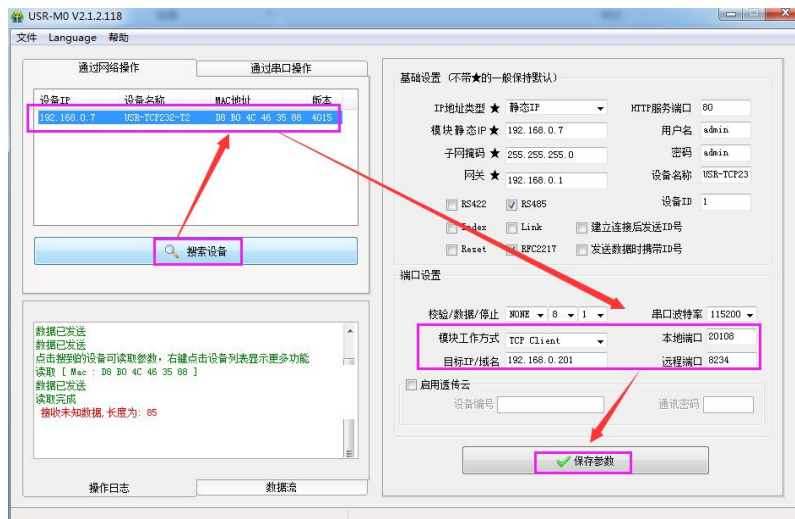 USR-M0 V2.1.2.118
文件 Language 帮助
通过网络操作 通过串口操作
设备IP 设备名称 MAC地址 版本
192.168.0.7 USR-TCP232-T2 D8 B0 4C 46 35 88 4015
搜索设备
数据已发送
数据已发送
点击搜到的设备可读取参数，右键点击设备列表显示更多功能
读取 [ Mac : D8 B0 4C 46 35 88 ]
数据已发送
读取完成
接收未知数据,长度为: 85
操作日志 数据流
基础设置 (不带★的一般保持默认)
IP地址类型 ★ 静态IP HTTP服务端口 80
模块静态IP ★ 192.168.0.7 用户名 admin
子网掩码 ★ 255.255.255.0 密码 admin
网关 ★ 192.168.0.1 设备名称 USR-TCP23
RS422 RS485 设备ID 1
Index Link 建立连接后发送ID号
Reset RFC2217 发送数据时携带ID号
端口设置
校验/数据/停止 NONE 8 1 串口波特率 115200
模块工作方式 TCP Client 本地端口 20108
目标IP/域名 192.168.0.201 远程端口 8234
启用透传云
设备编号 通讯密码
保存参数